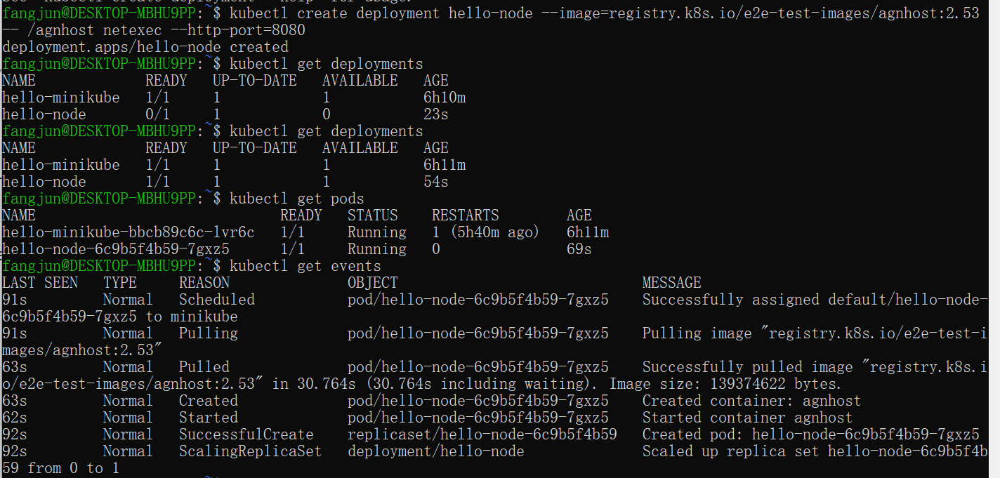 fangjun@DESKTOP-MBHU9PP:~$ kubectl create deployment hello-node --image=registry.k8s.io/e2e-test-images/agnhost:2.53
-- /agnhost netexec --http-port=8080
deployment.apps/hello-node created
fangjun@DESKTOP-MBHU9PP:~$ kubectl get deployments
NAME             READY   UP-TO-DATE   AVAILABLE   AGE
hello-minikube   1/1     1            1           6h10m
hello-node       0/1     1            0           23s
fangjun@DESKTOP-MBHU9PP:~$ kubectl get deployments
NAME             READY   UP-TO-DATE   AVAILABLE   AGE
hello-minikube   1/1     1            1           6h11m
hello-node       1/1     1            1           54s
fangjun@DESKTOP-MBHU9PP:~$ kubectl get pods
NAME                             READY   STATUS    RESTARTS        AGE
hello-minikube-bbcb89c6c-lvr6c   1/1     Running   1 (5h40m ago)   6h11m
hello-node-6c9b5f4b59-7gxz5      1/1     Running   0               69s
fangjun@DESKTOP-MBHU9PP:~$ kubectl get events
LAST SEEN   TYPE     REASON              OBJECT                             MESSAGE
91s         Normal   Scheduled           pod/hello-node-6c9b5f4b59-7gxz5    Successfully assigned default/hello-node-
6c9b5f4b59-7gxz5 to minikube
91s         Normal   Pulling             pod/hello-node-6c9b5f4b59-7gxz5    Pulling image "registry.k8s.io/e2e-test-i
mages/agnhost:2.53"
63s         Normal   Pulled              pod/hello-node-6c9b5f4b59-7gxz5    Successfully pulled image "registry.k8s.i
o/e2e-test-images/agnhost:2.53" in 30.764s (30.764s including waiting). Image size: 139374622 bytes.
63s         Normal   Created             pod/hello-node-6c9b5f4b59-7gxz5    Created container: agnhost
62s         Normal   Started             pod/hello-node-6c9b5f4b59-7gxz5    Started container agnhost
92s         Normal   SuccessfulCreate    replicaset/hello-node-6c9b5f4b59   Created pod: hello-node-6c9b5f4b59-7gxz5
92s         Normal   ScalingReplicaSet   deployment/hello-node              Scaled up replica set hello-node-6c9b5f4b
59 from 0 to 1